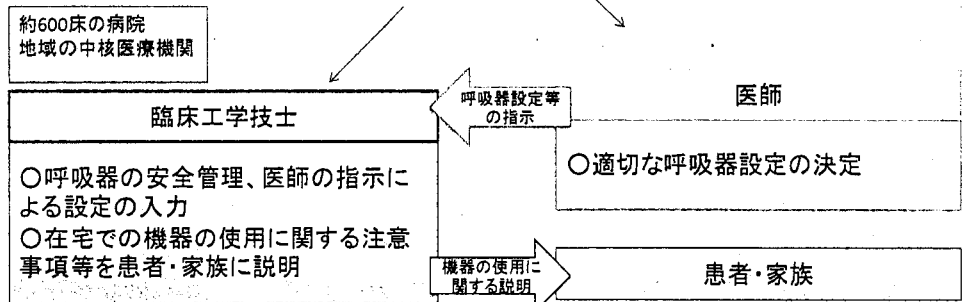 約600床の病院
地域の中核医療機関
臨床工学技士
○呼吸器の安全管理、医師の指示に
よる設定の入力
○在宅での機器の使用に関する注意
事項等を患者・家族に説明
呼吸器設定等
の指示
医師
○適切な呼吸器設定の決定
機器の使用に
関する説明
患者・家族